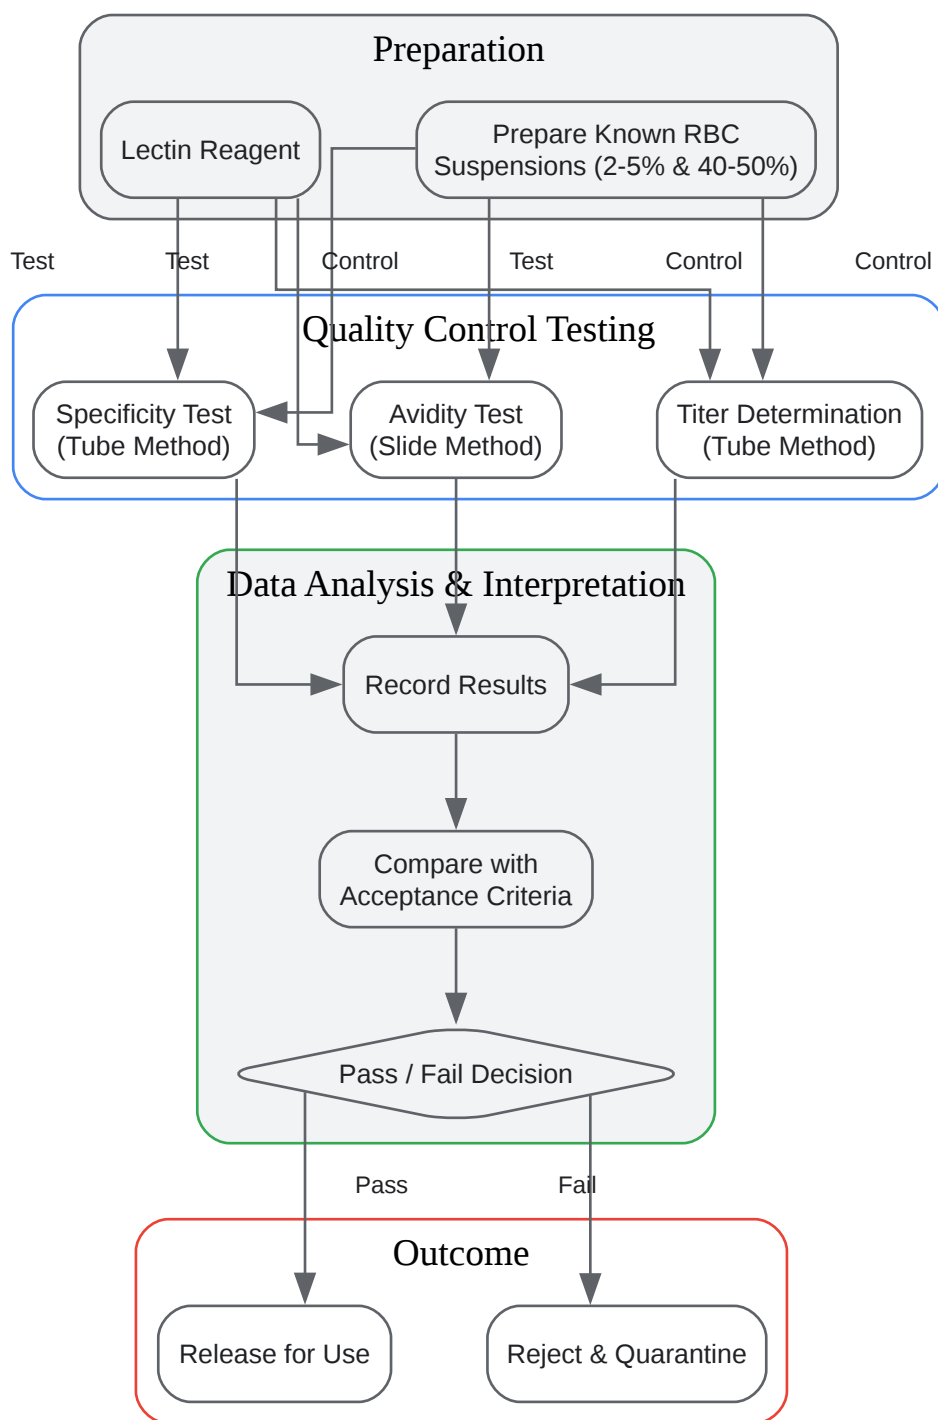 Preparation
Lectin Reagent
Prepare Known RBC
Suspensions (2-5% & 40-50%)
Test
Test
Control
Test
Control
Control
Quality Control Testing
Specificity Test
(Tube Method)
Avidity Test
(Slide Method)
Titer Determination
(Tube Method)
Data Analysis & Interpretation
Record Results
Compare with
Acceptance Criteria
Pass / Fail Decision
Pass
Fail
Outcome
Release for Use
Reject & Quarantine